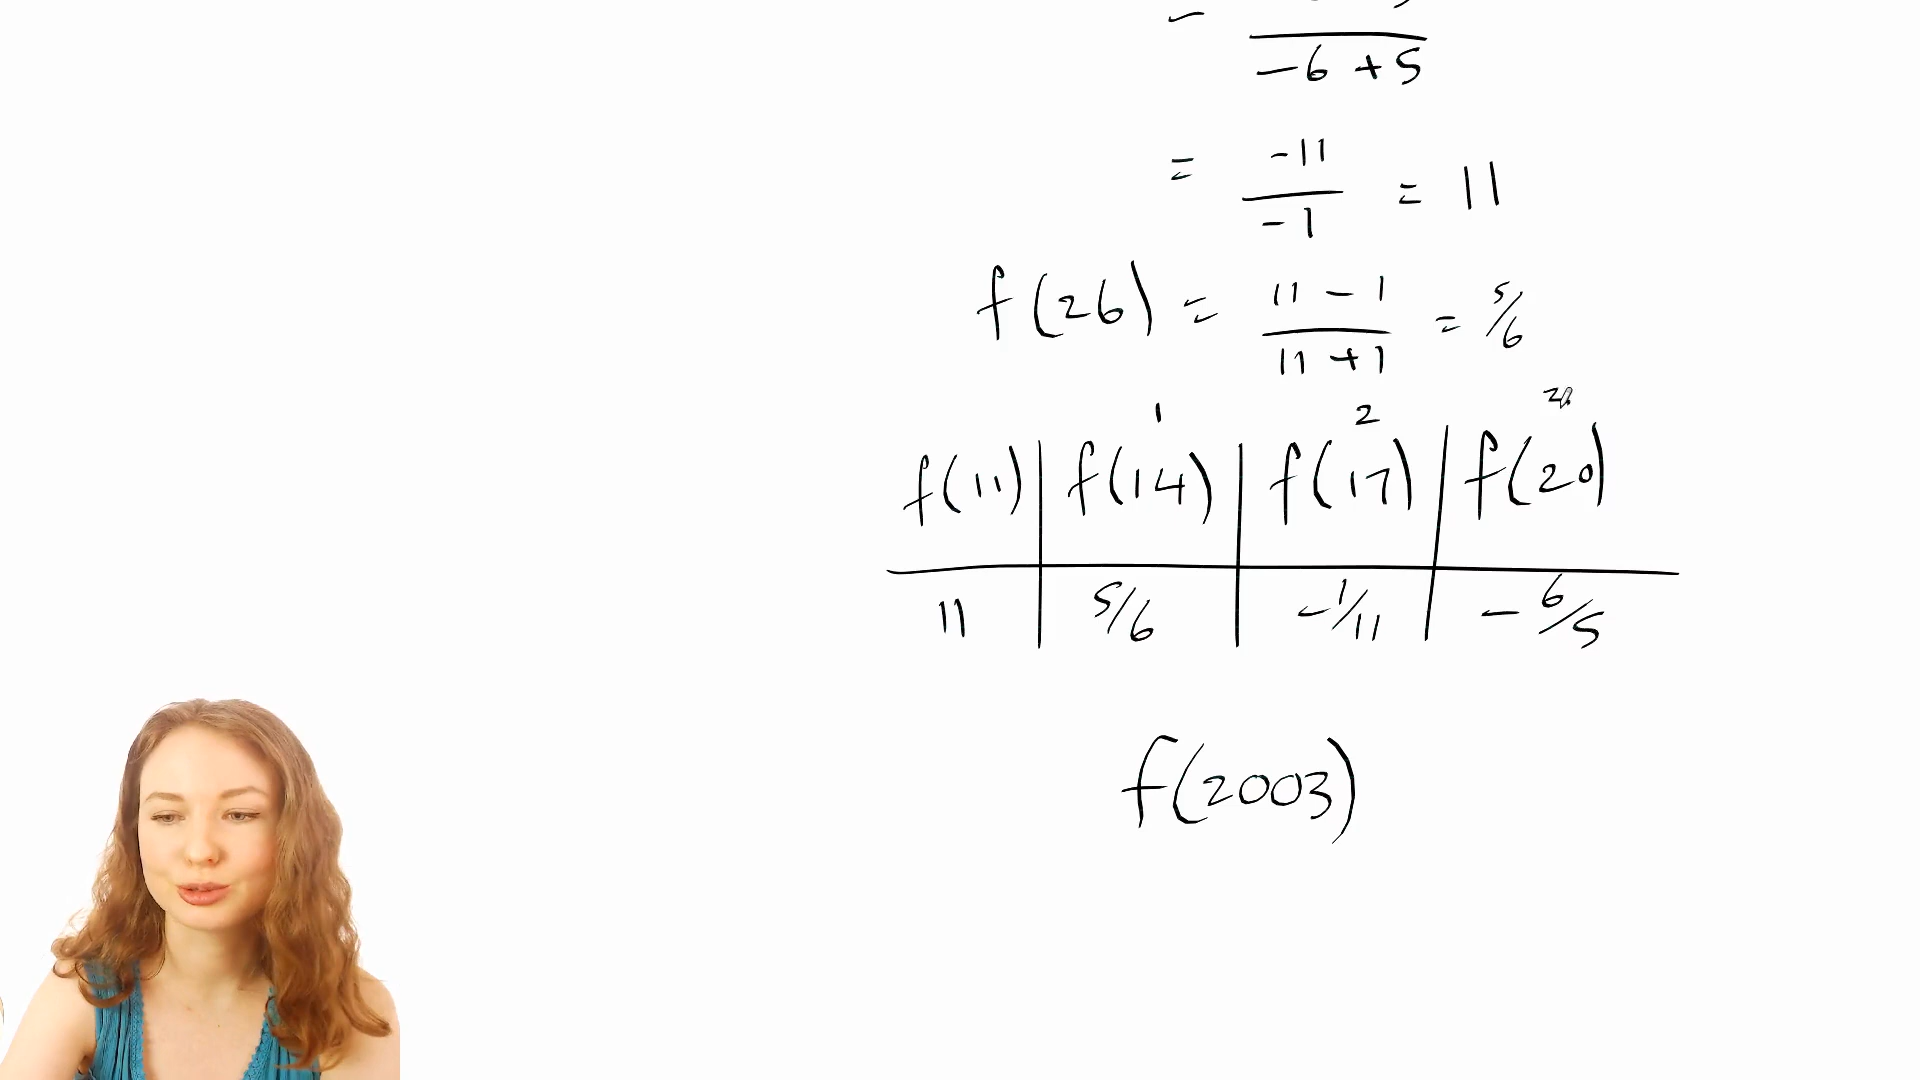 -6 + 5
= -11 / -1 = 11
f(26) = 11 - 1 / 11 + 1 = 5/6
1 2
f(11) f(14) f(17) f(20)
11 5/6 -1/11 -6/5
f(2003)